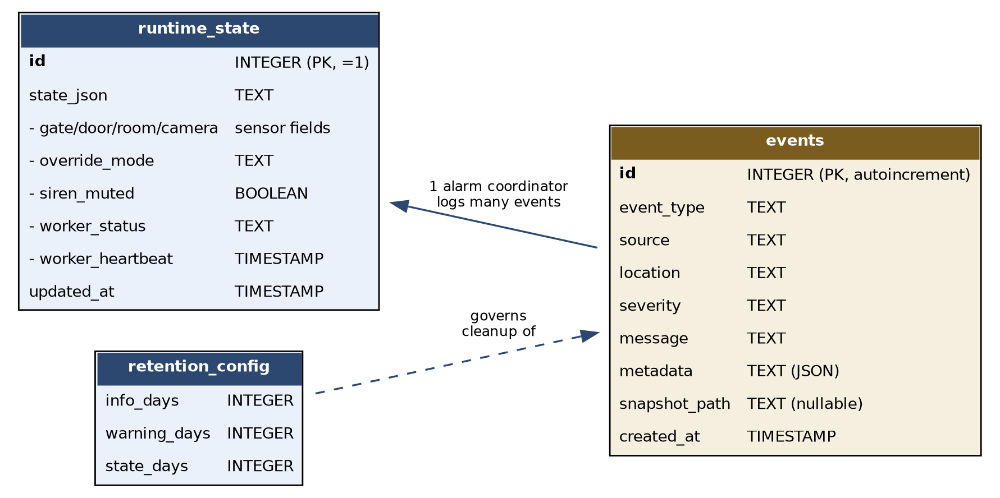 runtime_state
id INTEGER (PK, =1)
state_json TEXT
- gate/door/room/camera sensor fields
- override_mode TEXT
- siren_muted BOOLEAN
- worker_status TEXT
- worker_heartbeat TIMESTAMP
updated_at TIMESTAMP
1 alarm coordinator
logs many events
governs
cleanup of
retention_config
info_days INTEGER
warning_days INTEGER
state_days INTEGER
events
id INTEGER (PK, autoincrement)
event_type TEXT
source TEXT
location TEXT
severity TEXT
message TEXT
metadata TEXT (JSON)
snapshot_path TEXT (nullable)
created_at TIMESTAMP